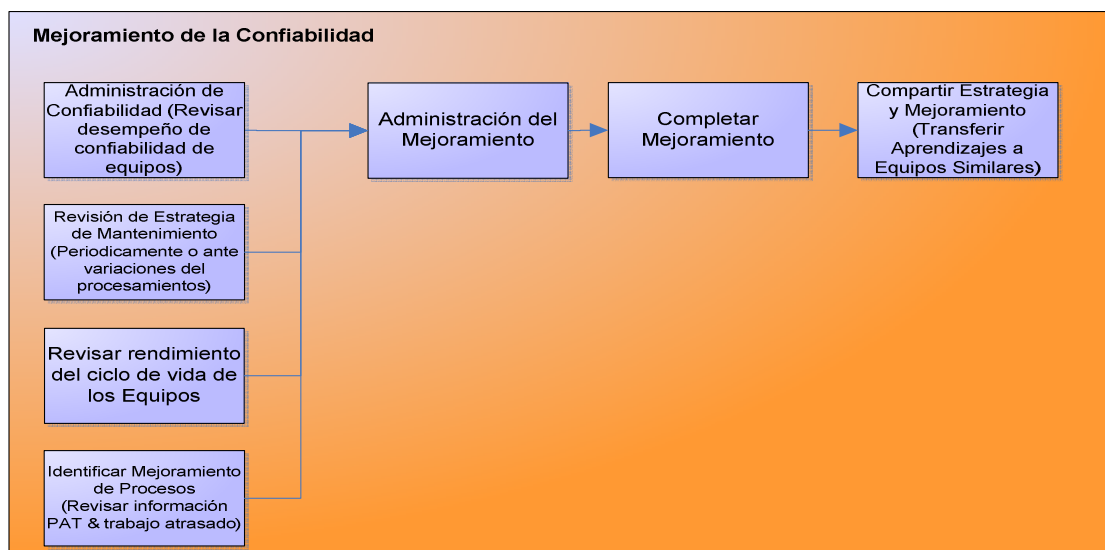 Mejoramiento de la Confiabilidad
Administración de
Confiabilidad (Revisar
desempeño de
confiabilidad de
equipos)
Administración del
Mejoramiento
Completar
Mejoramiento
Compartir Estrategia
y Mejoramiento
(Transferir
Aprendizajes a
Equipos Similares)
Revisión de Estrategia
de Mantenimiento
(Periodicamente o ante
variaciones del
procesamientos)
Revisar rendimiento
del ciclo de vida de
los Equipos
Identificar Mejoramiento
de Procesos
(Revisar información
PAT & trabajo atrasado)